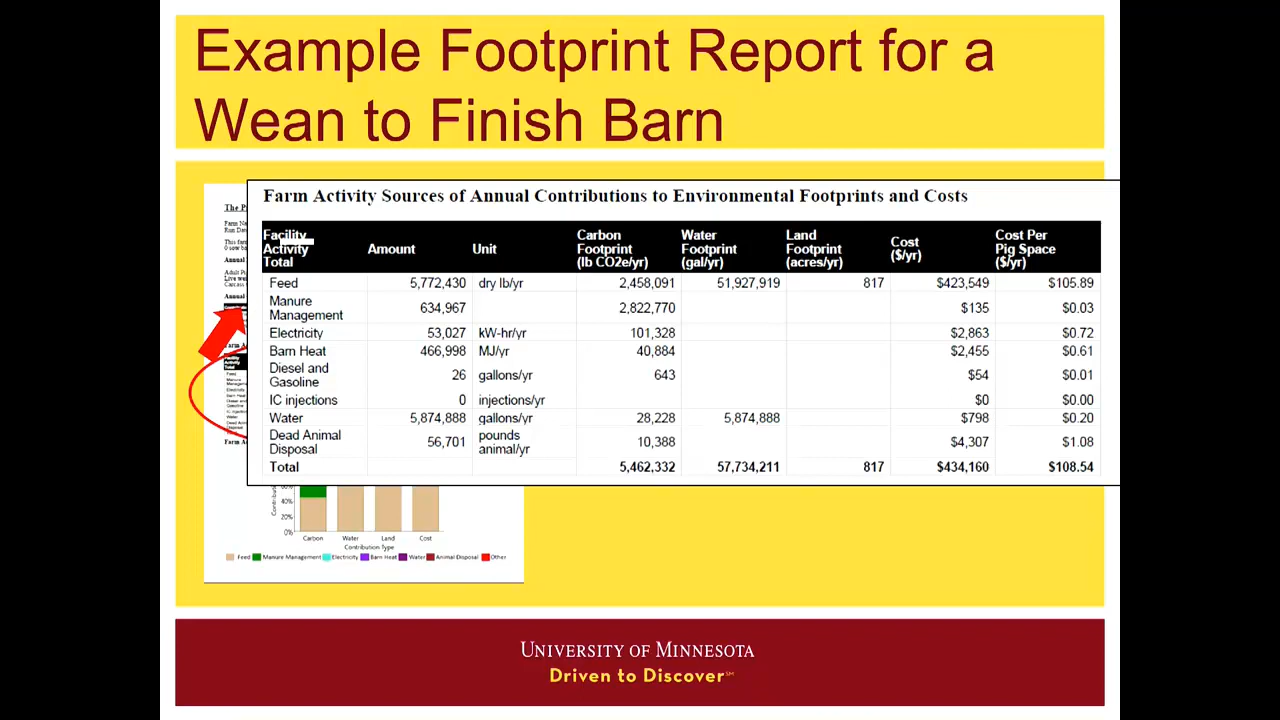 Example Footprint Report for a
Wean to Finish Barn
Farm Activity Sources of Annual Contributions to Environmental Footprints and Costs
Facility Activity Total Amount Unit Carbon Footprint (lb CO2e/yr) Water Footprint (gal/yr) Land Footprint (acres/yr) Cost ($/yr) Cost Per Pig Space ($/yr)
Feed 5,772,430 dry lb/yr 2,458,091 51,927,919 817 $423,549 $105.89
Manure Management 634,967 2,822,770 $135 $0.03
Electricity 53,027 kW-hr/yr 101,328 $2,863 $0.72
Barn Heat 466,998 MJ/yr 40,884 $2,455 $0.61
Diesel and Gasoline 26 gallons/yr 643 $54 $0.01
IC injections 0 injections/yr $0 $0.00
Water 5,874,888 gallons/yr 28,228 5,874,888 $798 $0.20
Dead Animal Disposal 56,701 pounds animal/yr 10,388 $4,307 $1.08
Total 5,462,332 57,734,211 817 $434,160 $108.54
40%
20%
0%
Carbon Water Land Cost
Contribution Type
Feed Manure Management Electricity Barn Heat Water Animal Disposal Other
UNIVERSITY OF MINNESOTA
Driven to Discover℠